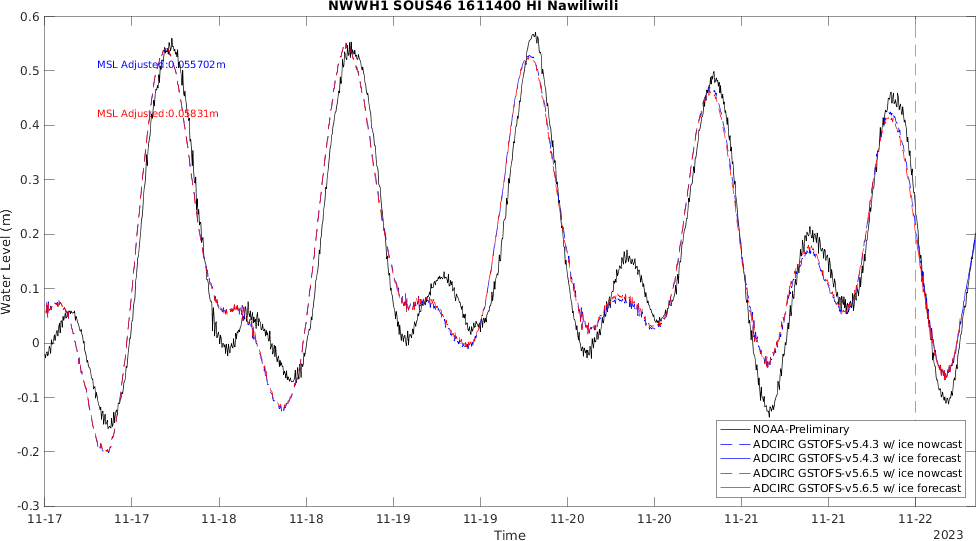 NWWH1 SOUS46 1611400 HI Nawiliwili
0.6
0.5
0.4
0.3
0.2
0.1
0
-0.1
-0.2
-0.3
Water Level (m)
MSL Adjusted:0.055702m
MSL Adjusted:0.05831m
NOAA-Preliminary
ADCIRC GSTOFS-v5.4.3 w/ ice nowcast
ADCIRC GSTOFS-v5.4.3 w/ ice forecast
ADCIRC GSTOFS-v5.6.5 w/ ice nowcast
ADCIRC GSTOFS-v5.6.5 w/ ice forecast
11-17 11-17 11-18 11-18 11-19 11-19 11-20 11-20 11-21 11-21 11-22
Time
2023